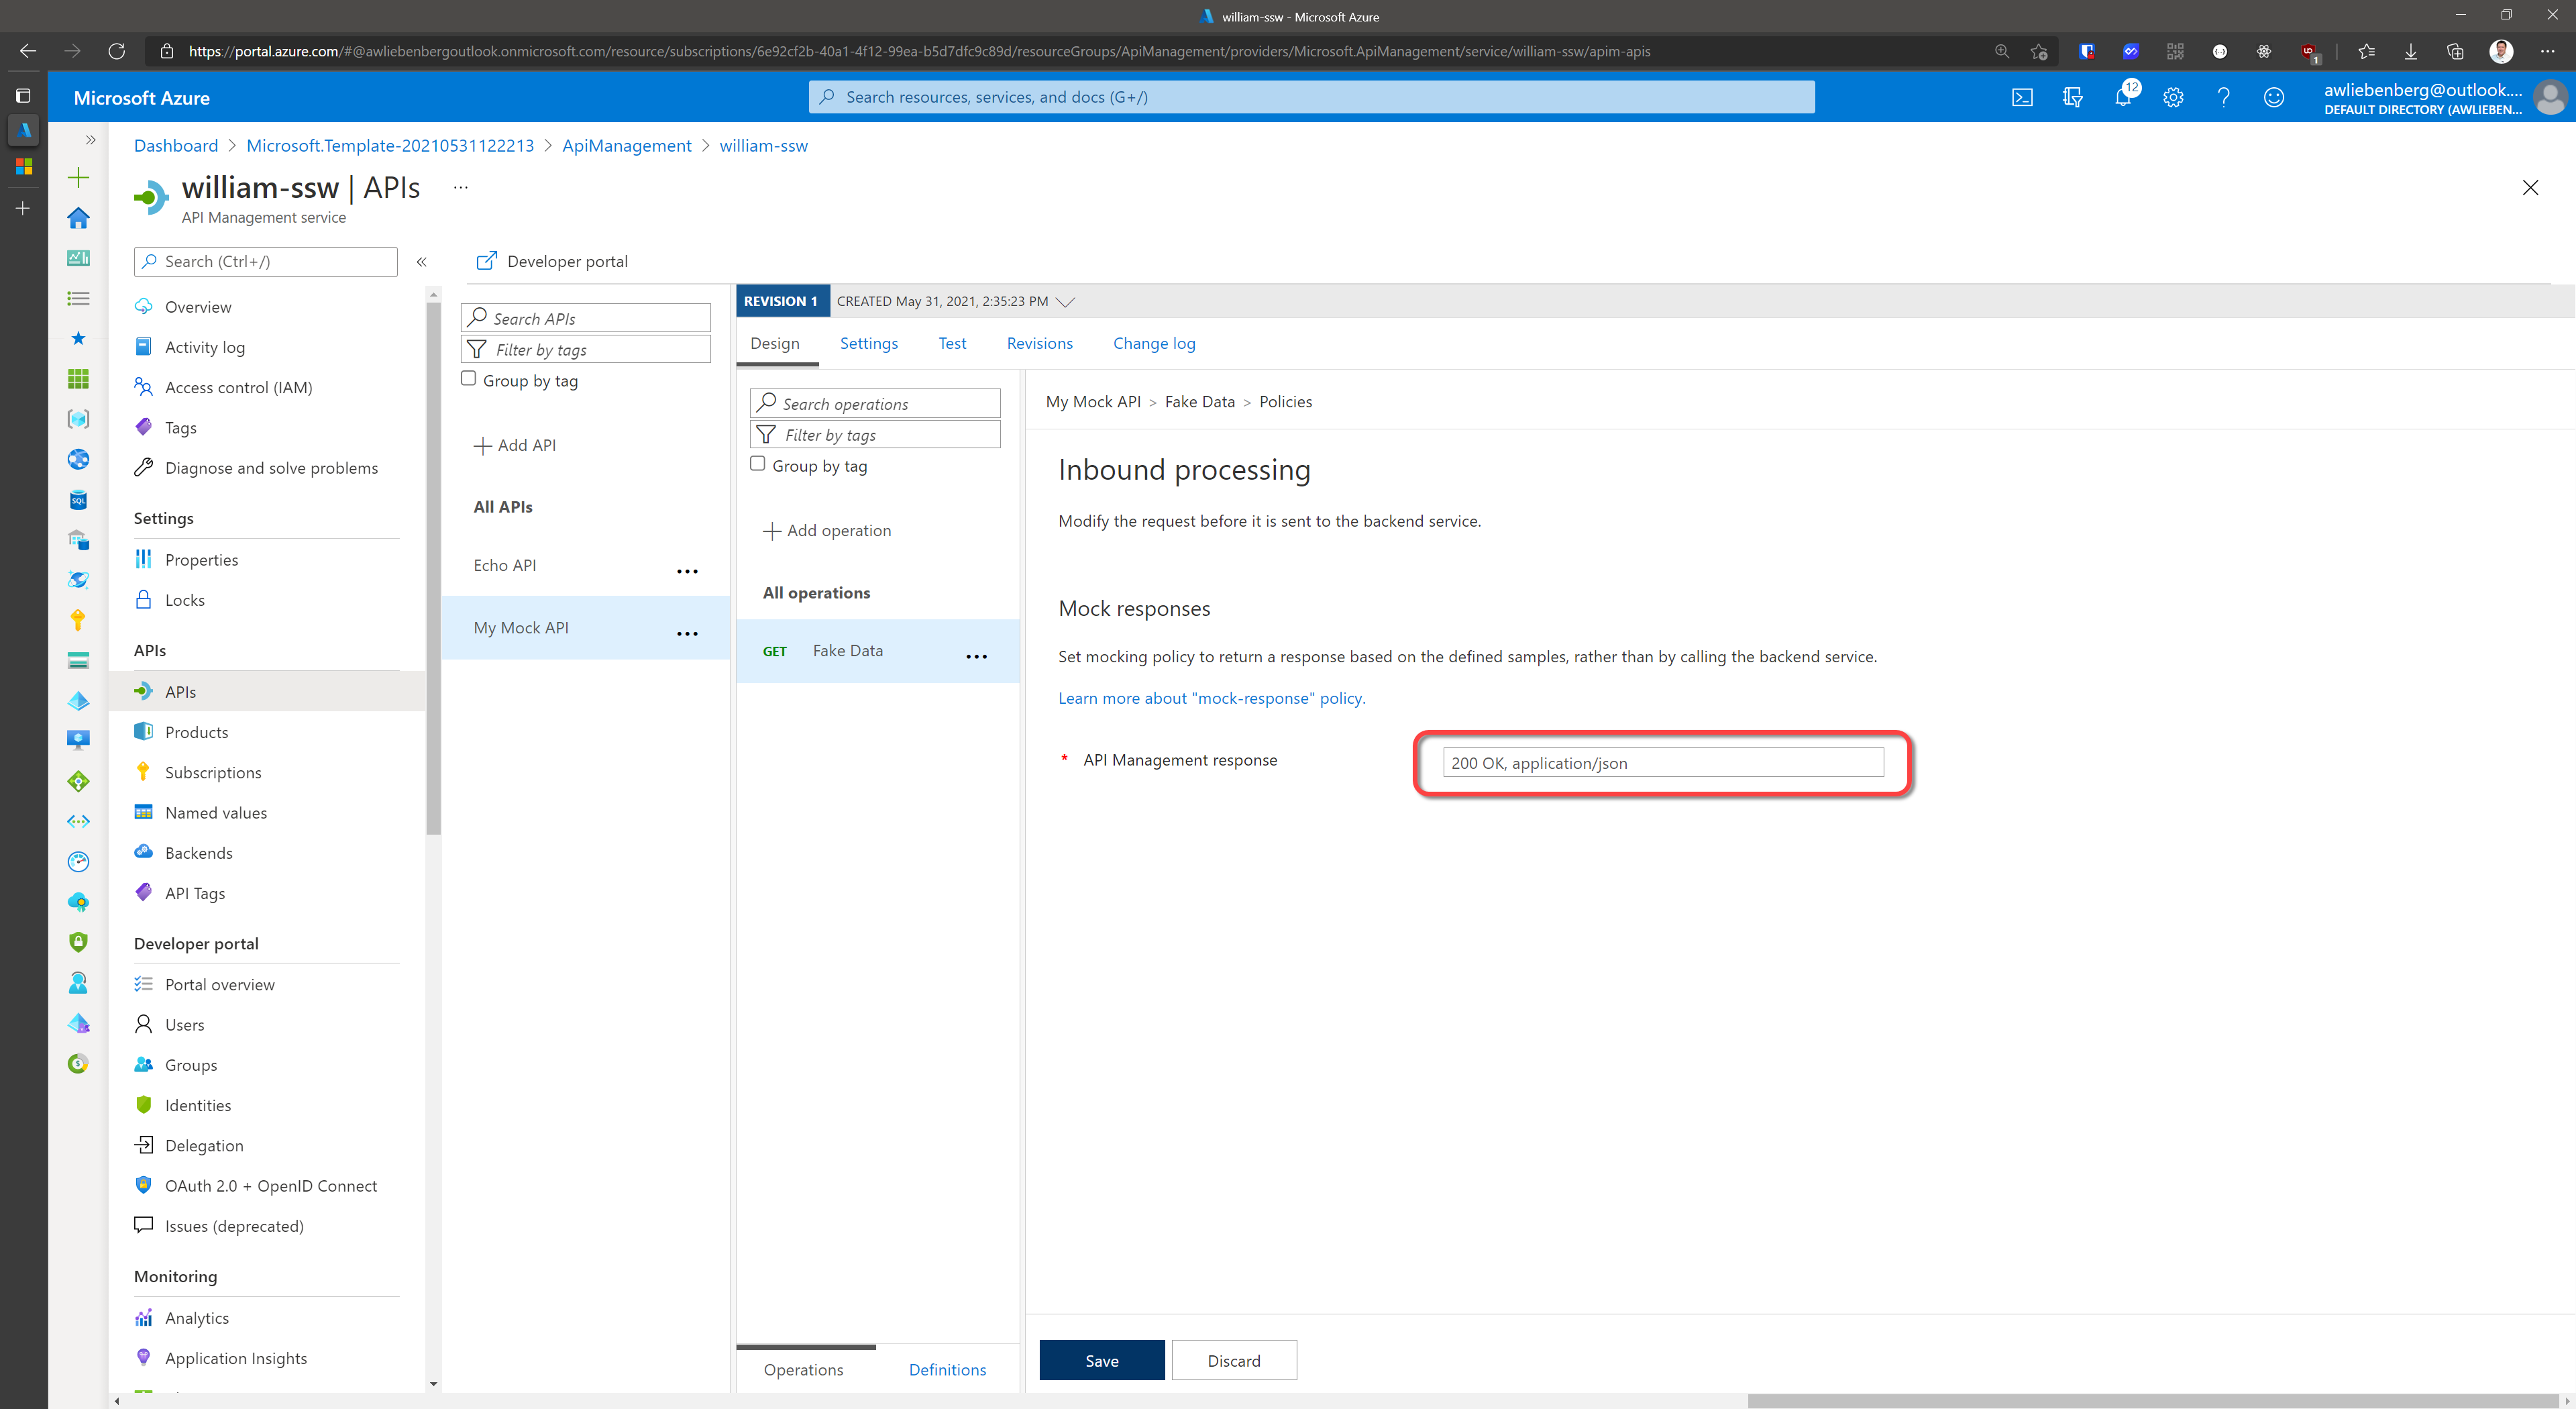 william-ssw - Microsoft Azure
https://portal.azure.com/#@awliebenbergoutlook.onmicrosoft.com/resource/subscriptions/6e92cf2b-40a1-4f12-99ea-b5d7dfc9c89d/resourceGroups/ApiManagement/providers/Microsoft.ApiManagement/service/william-ssw/apim-apis
1
Microsoft Azure
Search resources, services, and docs (G+/)
12
awliebenberg@outlook....
DEFAULT DIRECTORY (AWLIEBEN...
Dashboard > Microsoft.Template-20210531122213 > ApiManagement > william-ssw
william-ssw | APIs ...
API Management service
Search (Ctrl+/)
«
Overview
Activity log
Access control (IAM)
Tags
Diagnose and solve problems
Settings
Properties
Locks
APIs
APIs
Products
Subscriptions
Named values
Backends
API Tags
Developer portal
Portal overview
Users
Groups
Identities
Delegation
OAuth 2.0 + OpenID Connect
Issues (deprecated)
Monitoring
Analytics
Application Insights
SQL
Developer portal
Search APIs
Filter by tags
Group by tag
+ Add API
All APIs
Echo API ...
My Mock API ...
REVISION 1 CREATED May 31, 2021, 2:35:23 PM
Design Settings Test Revisions Change log
Search operations
Filter by tags
Group by tag
+ Add operation
All operations
GET Fake Data ...
Operations Definitions
My Mock API > Fake Data > Policies
Inbound processing
Modify the request before it is sent to the backend service.
Mock responses
Set mocking policy to return a response based on the defined samples, rather than by calling the backend service.
Learn more about "mock-response" policy.
* API Management response
200 OK, application/json
Save Discard